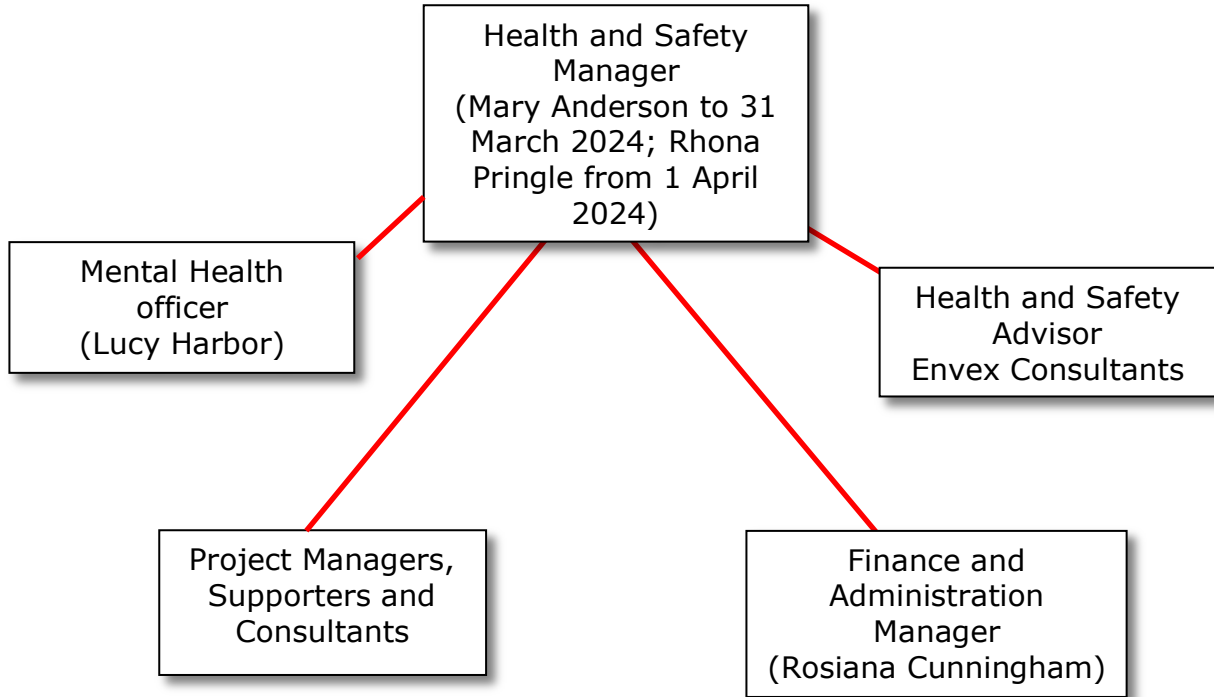 Health and Safety
Manager
(Mary Anderson to 31
March 2024; Rhona
Pringle from 1 April
2024)
Mental Health
officer
(Lucy Harbor)
Health and Safety
Advisor
Envex Consultants
Project Managers,
Supporters and
Consultants
Finance and
Administration
Manager
(Rosiana Cunningham)